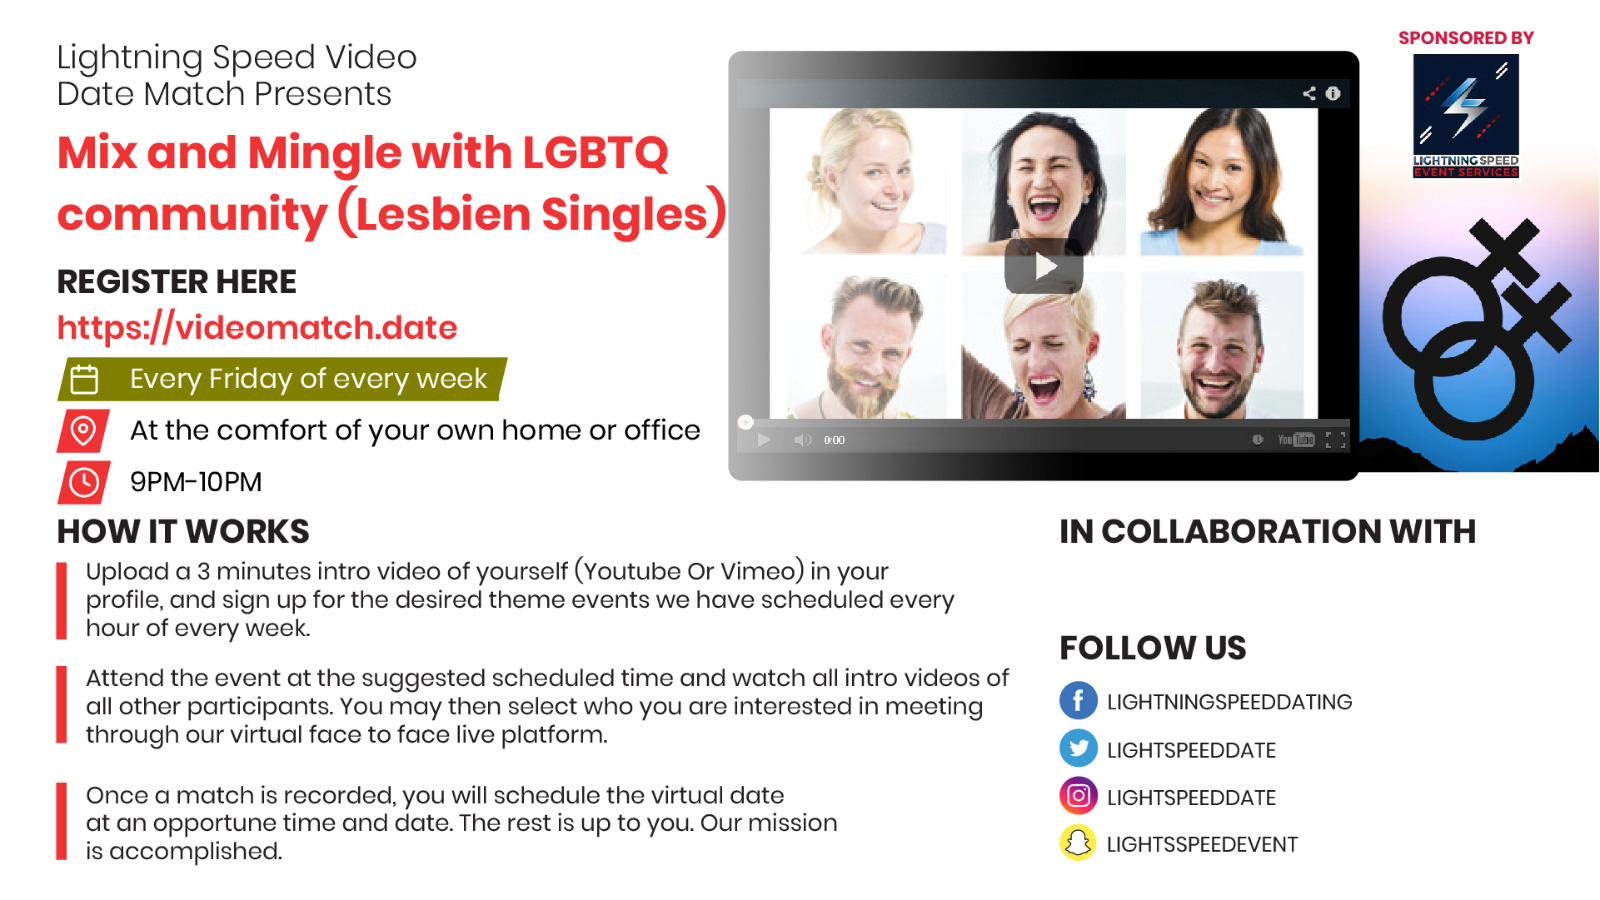 Lightning Speed Video
Date Match Presents
Mix and Mingle with LGBTQ
community (Lesbien Singles)
REGISTER HERE
https://videomatch.date
Every Friday of every week
At the comfort of your own home or office
9PM-10PM
HOW IT WORKS
Upload a 3 minutes intro video of yourself (Youtube Or Vimeo) in your
profile, and sign up for the desired theme events we have scheduled every
hour of every week.
Attend the event at the suggested scheduled time and watch all intro videos of
all other participants. You may then select who you are interested in meeting
through our virtual face to face live platform.
Once a match is recorded, you will schedule the virtual date
at an opportune time and date. The rest is up to you. Our mission
is accomplished.
0:00
YouTube
SPONSORED BY
LIGHTNING SPEED
EVENT SERVICES
IN COLLABORATION WITH
FOLLOW US
LIGHTNINGSPEEDDATING
LIGHTSPEEDDATE
LIGHTSPEEDDATE
LIGHTSSPEEDEVENT